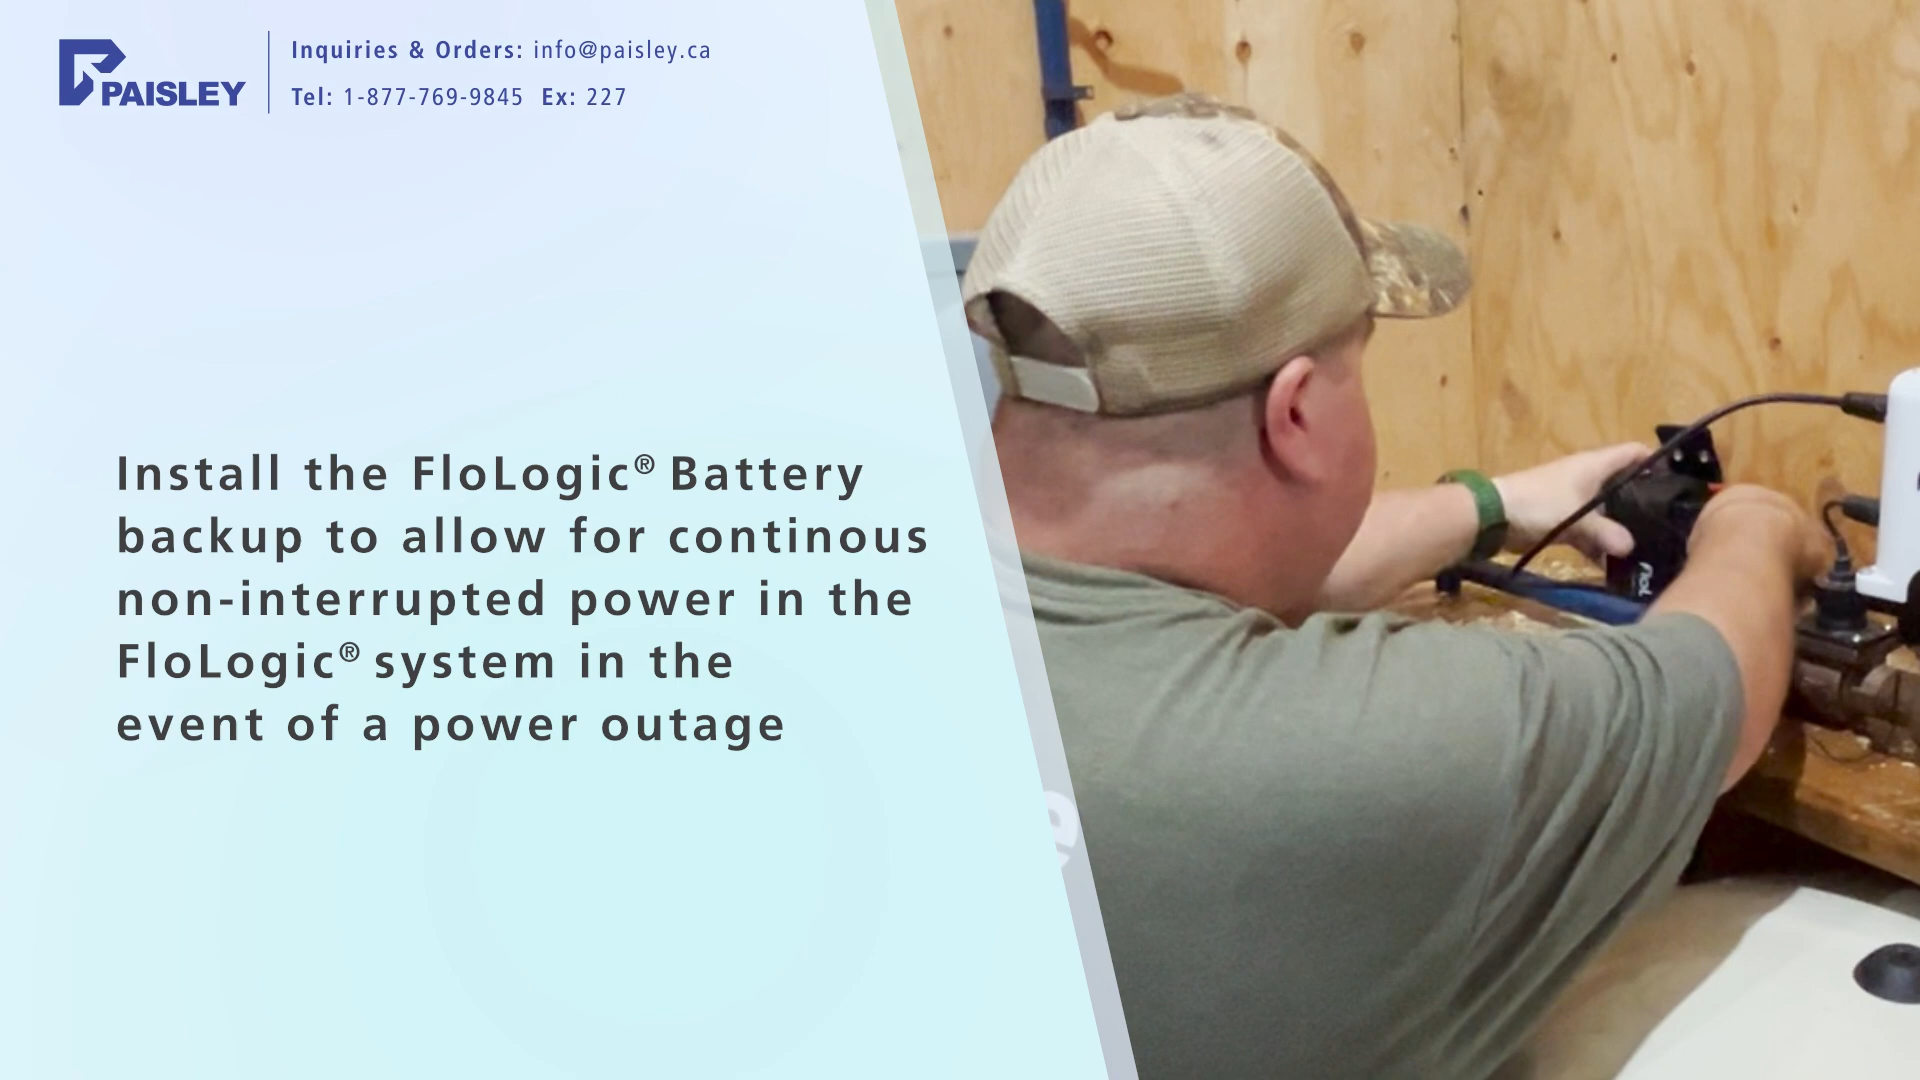 PAISLEY
Inquiries & Orders: info@paisley.ca
Tel: 1-877-769-9845 Ex: 227
Install the FloLogic® Battery
backup to allow for continous
non-interrupted power in the
FloLogic® system in the
event of a power outage